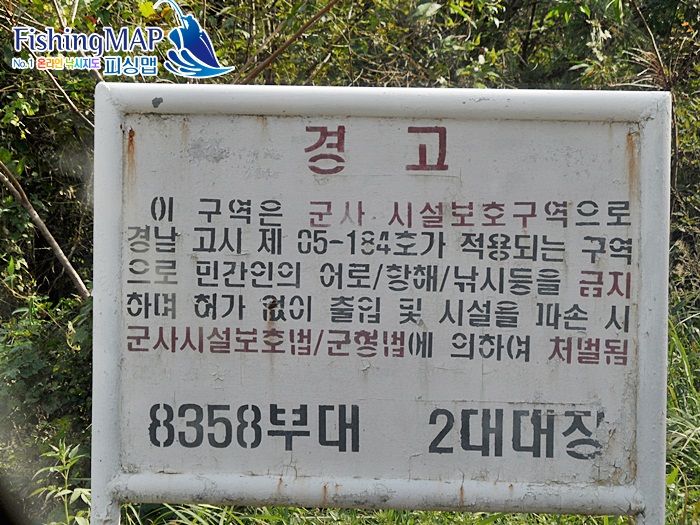 FishingMAP
No.1 온라인 낚시지도 피싱맵
경 고
이 구역은 군사 시설보호구역으로
경남 고시 제 05-184호가 적용되는 구역
으로 민간인의 어로/항해/낚시등을 금지
하며 허가 없이 출입 및 시설을 파손 시
군사시설보호법/군형법에 의하여 처벌됨
8358부대 2대대장